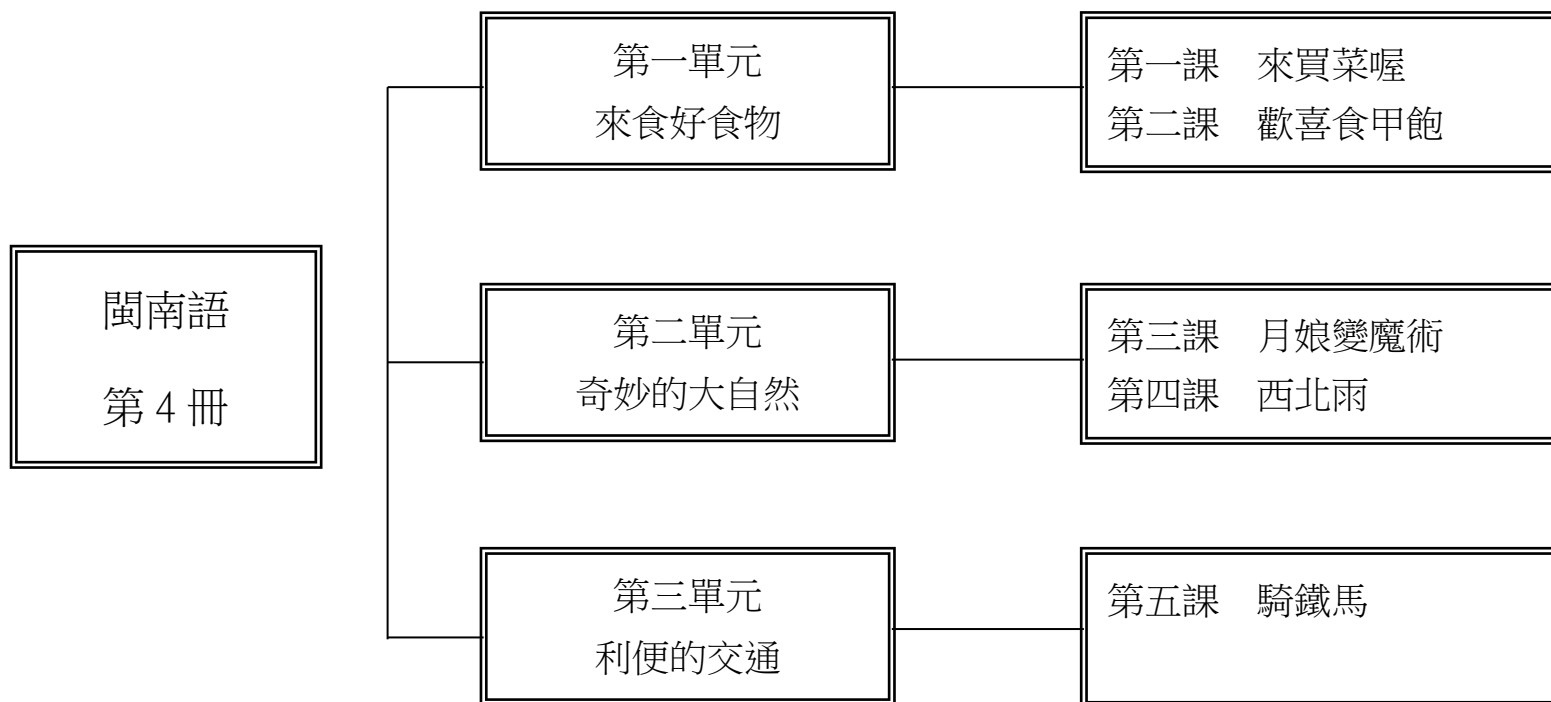 閩南語
第 4 冊
第一單元
來食好食物
第一課　來買菜喔
第二課　歡喜食甲飽
第二單元
奇妙的大自然
第三課　月娘變魔術
第四課　西北雨
第三單元
利便的交通
第五課　騎鐵馬